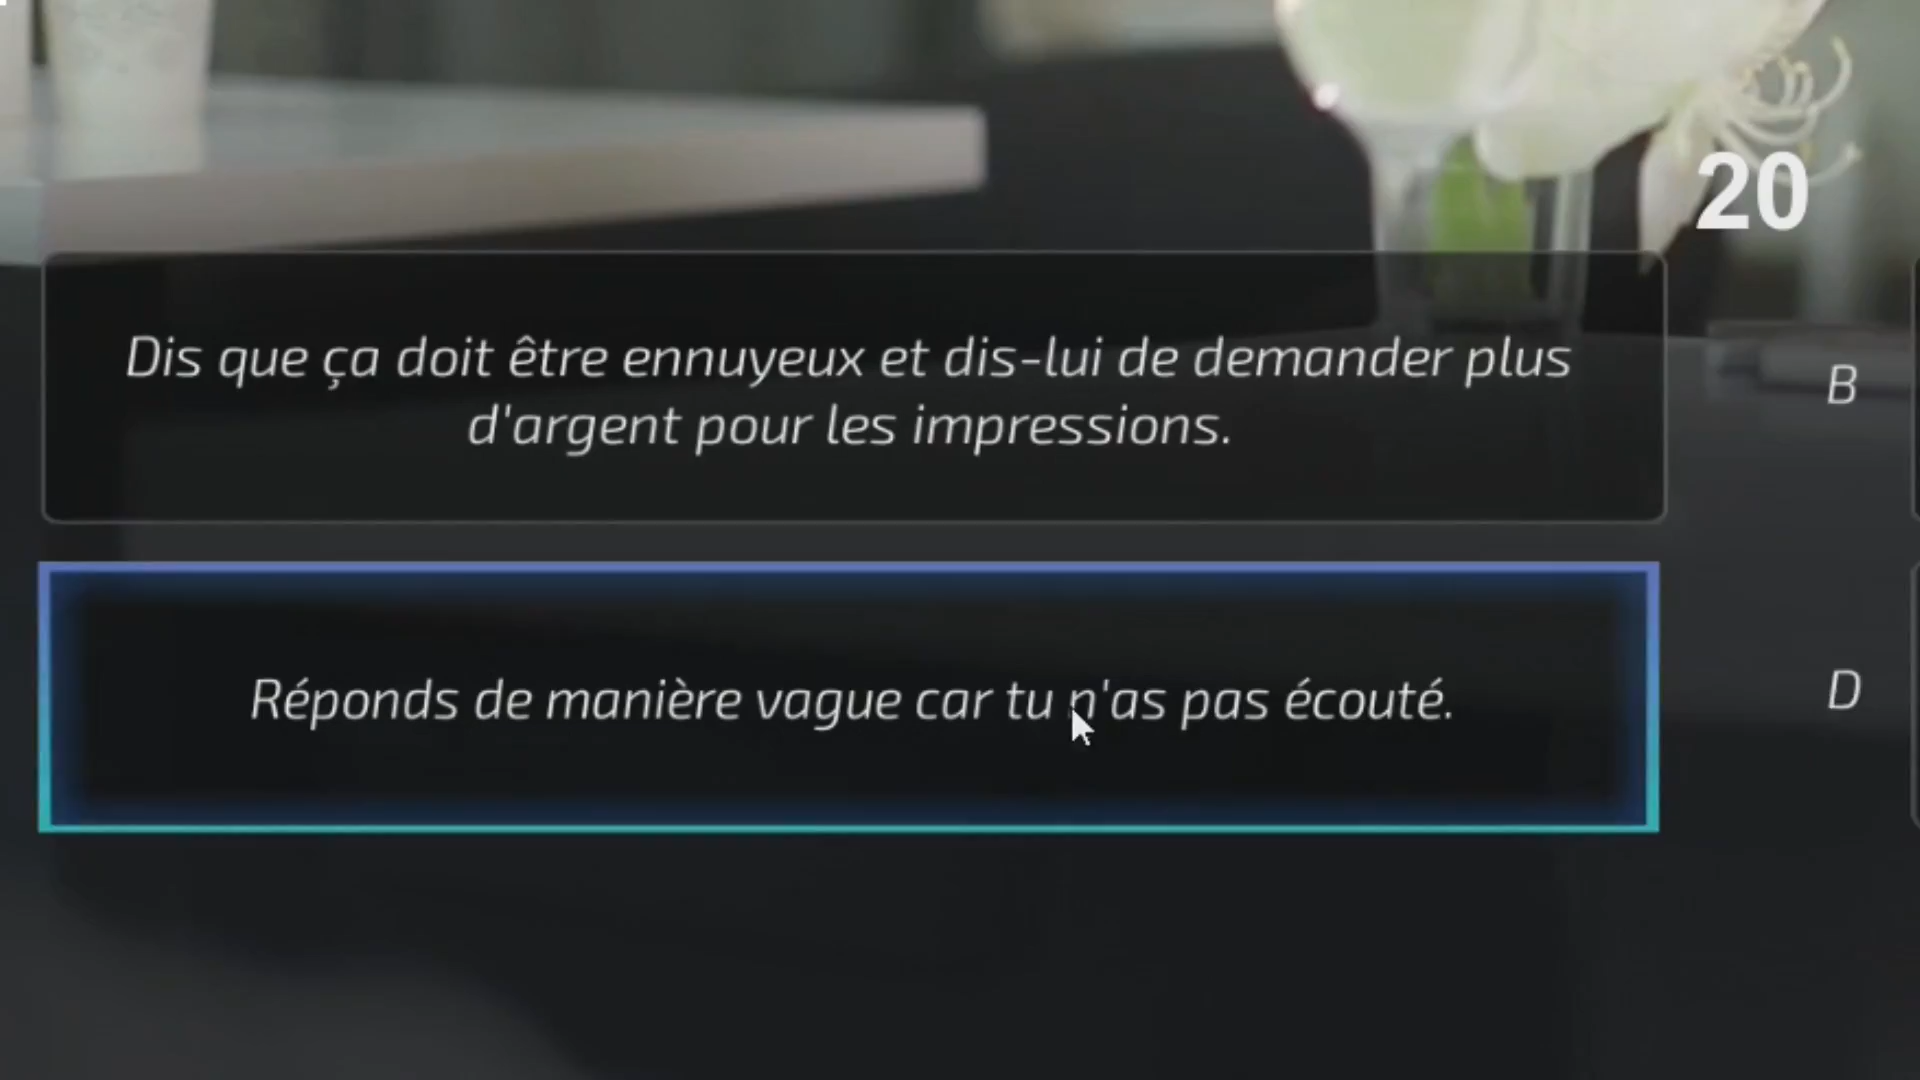 20
Dis que ça doit être ennuyeux et dis-lui de demander plus
d'argent pour les impressions.
B
Réponds de manière vague car tu n'as pas écouté.
D